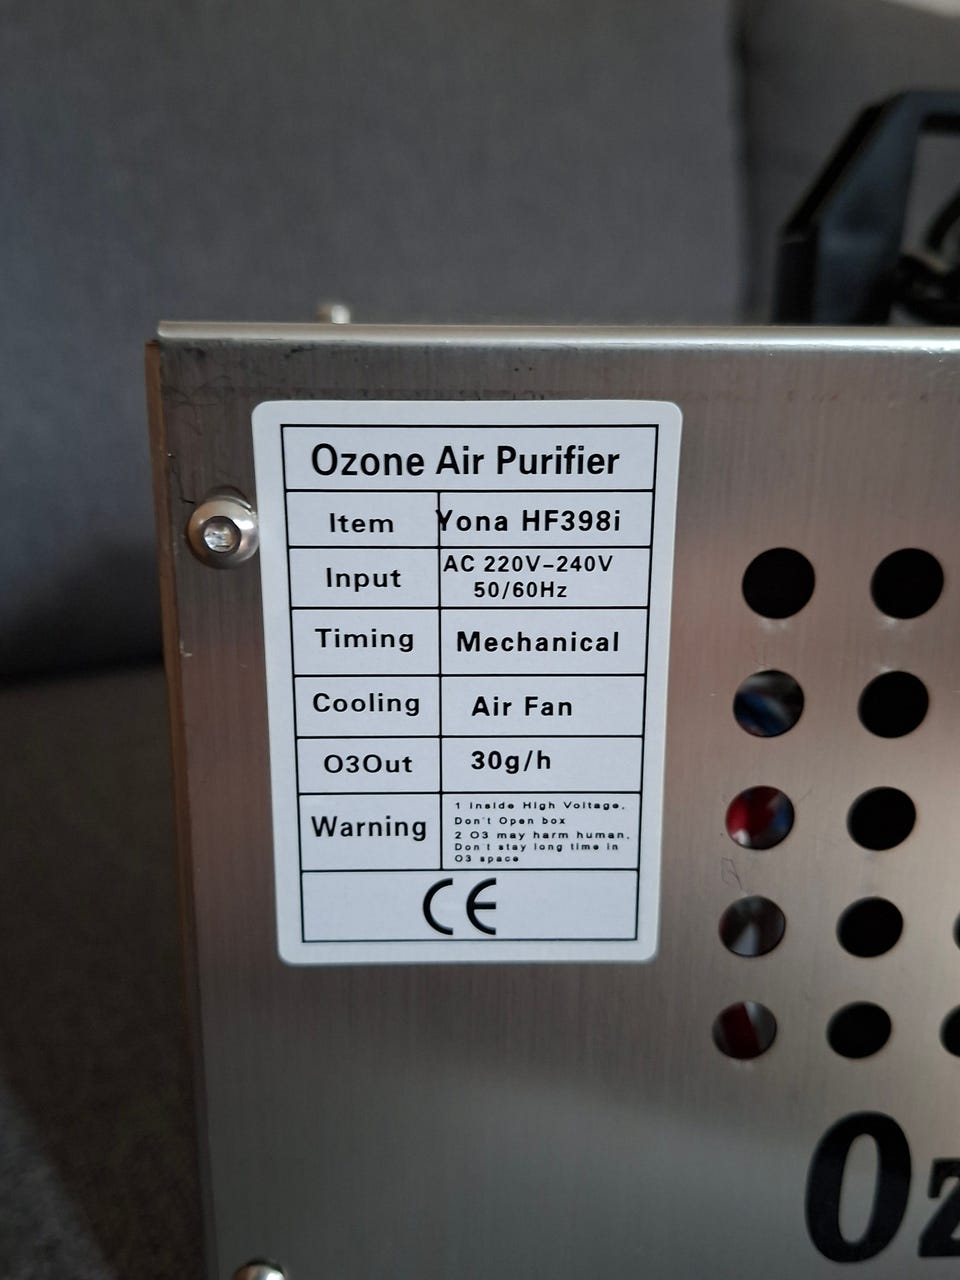 Ozone Air Purifier
Item Yona HF398i
Input AC 220V-240V
50/60Hz
Timing Mechanical
Cooling Air Fan
O3Out 30g/h
Warning
1 Inside High Voltage.
Don't Open box
2 O3 may harm human.
Don't stay long time in
O3 space
CE
Oz